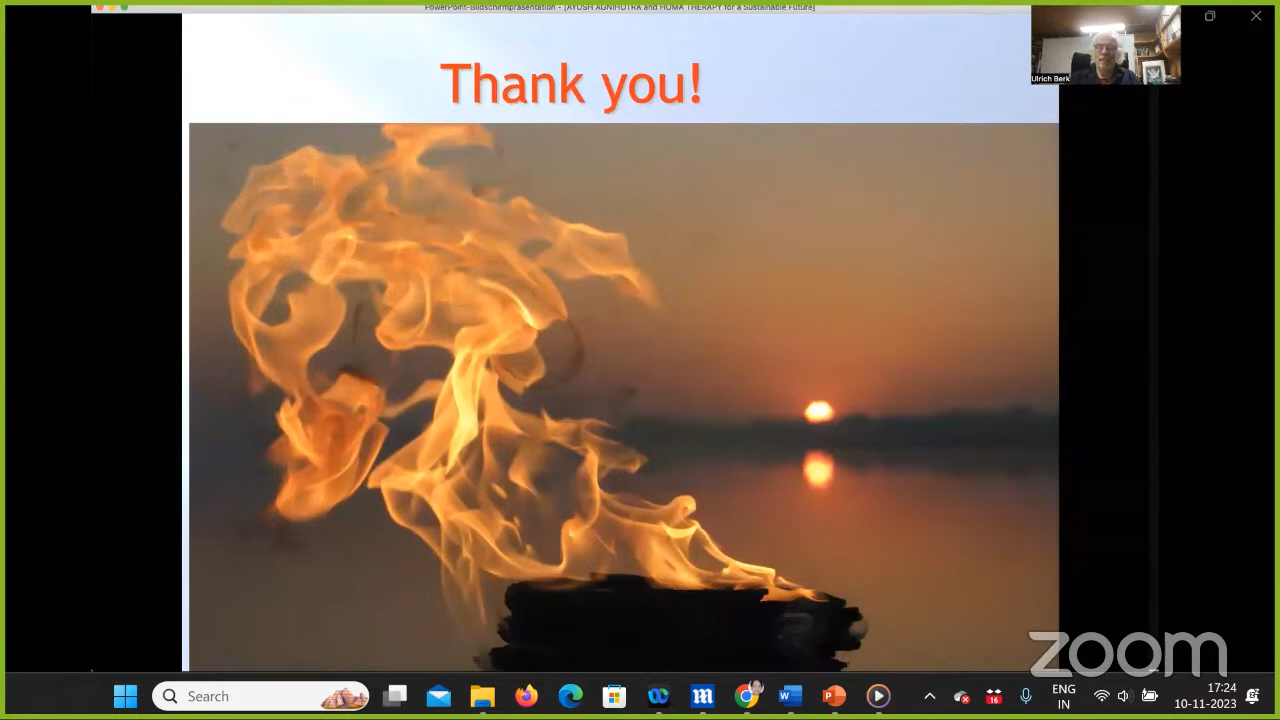 PowerPoint-Bildschirmpräsentation - [AYUSH AGNIHOTRA and HOMA THERAPY for a Sustainable Future]
Thank you!
Ulrich Berk
zoom
Search
16
ENG
IN
17:24
10-11-2023